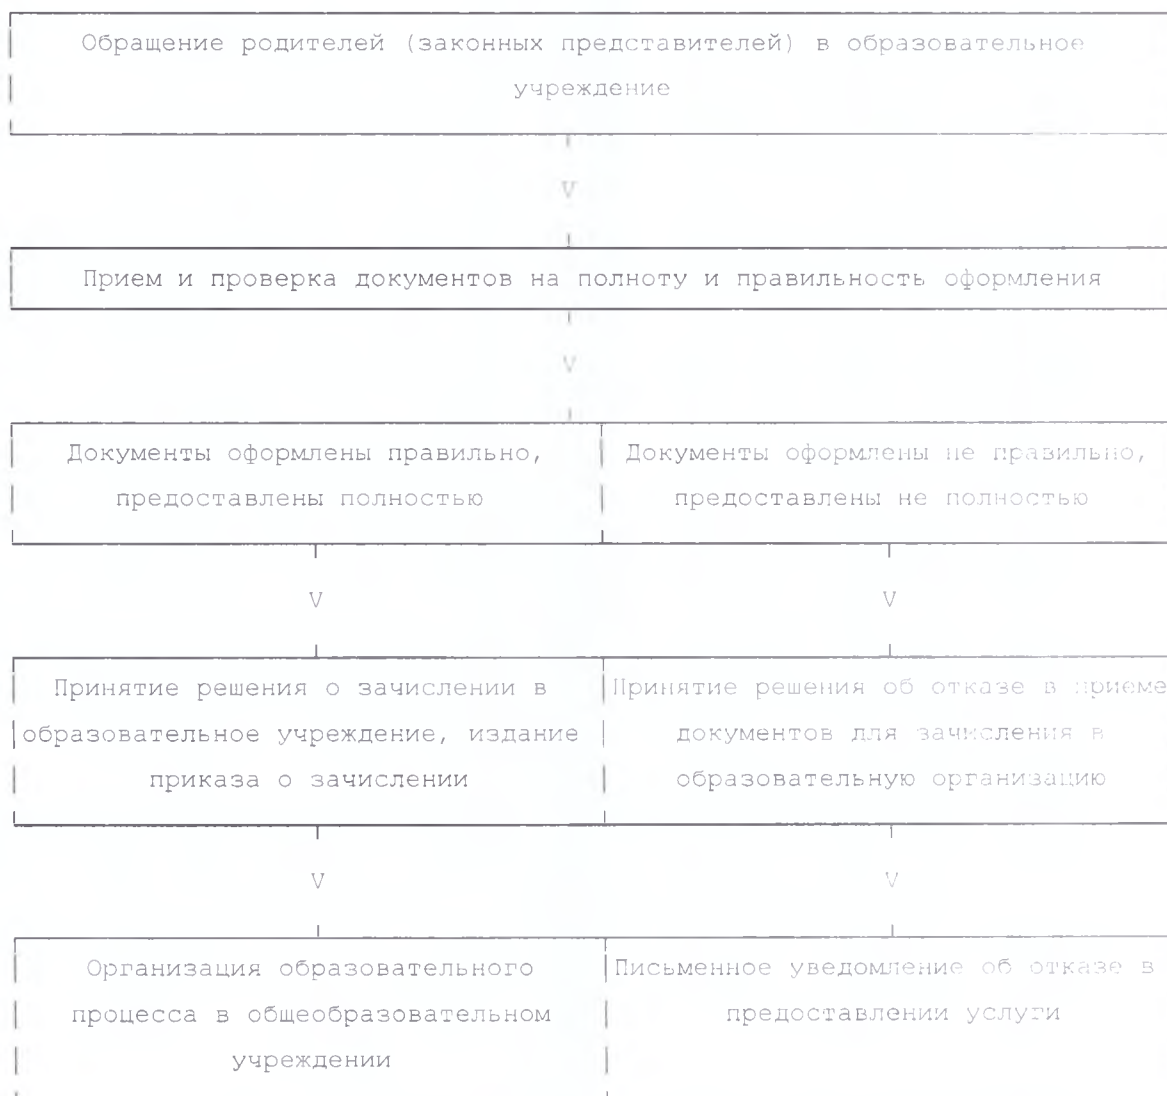 Обращение родителей (законных представителей) в образовательное
учреждение
V
Прием и проверка документов на полноту и правильность оформления
V
Документы оформлены правильно,
предоставлены полностью
Документы оформлены не правильно,
предоставлены не полностью
V
V
Принятие решения о зачислении в
образовательное учреждение, издание
приказа о зачислении
Принятие решения об отказе в приеме
документов для зачисления в
образовательную организацию
V
V
Организация образовательного
процесса в общеобразовательном
учреждении
Письменное уведомление об отказе в
предоставлении услуги